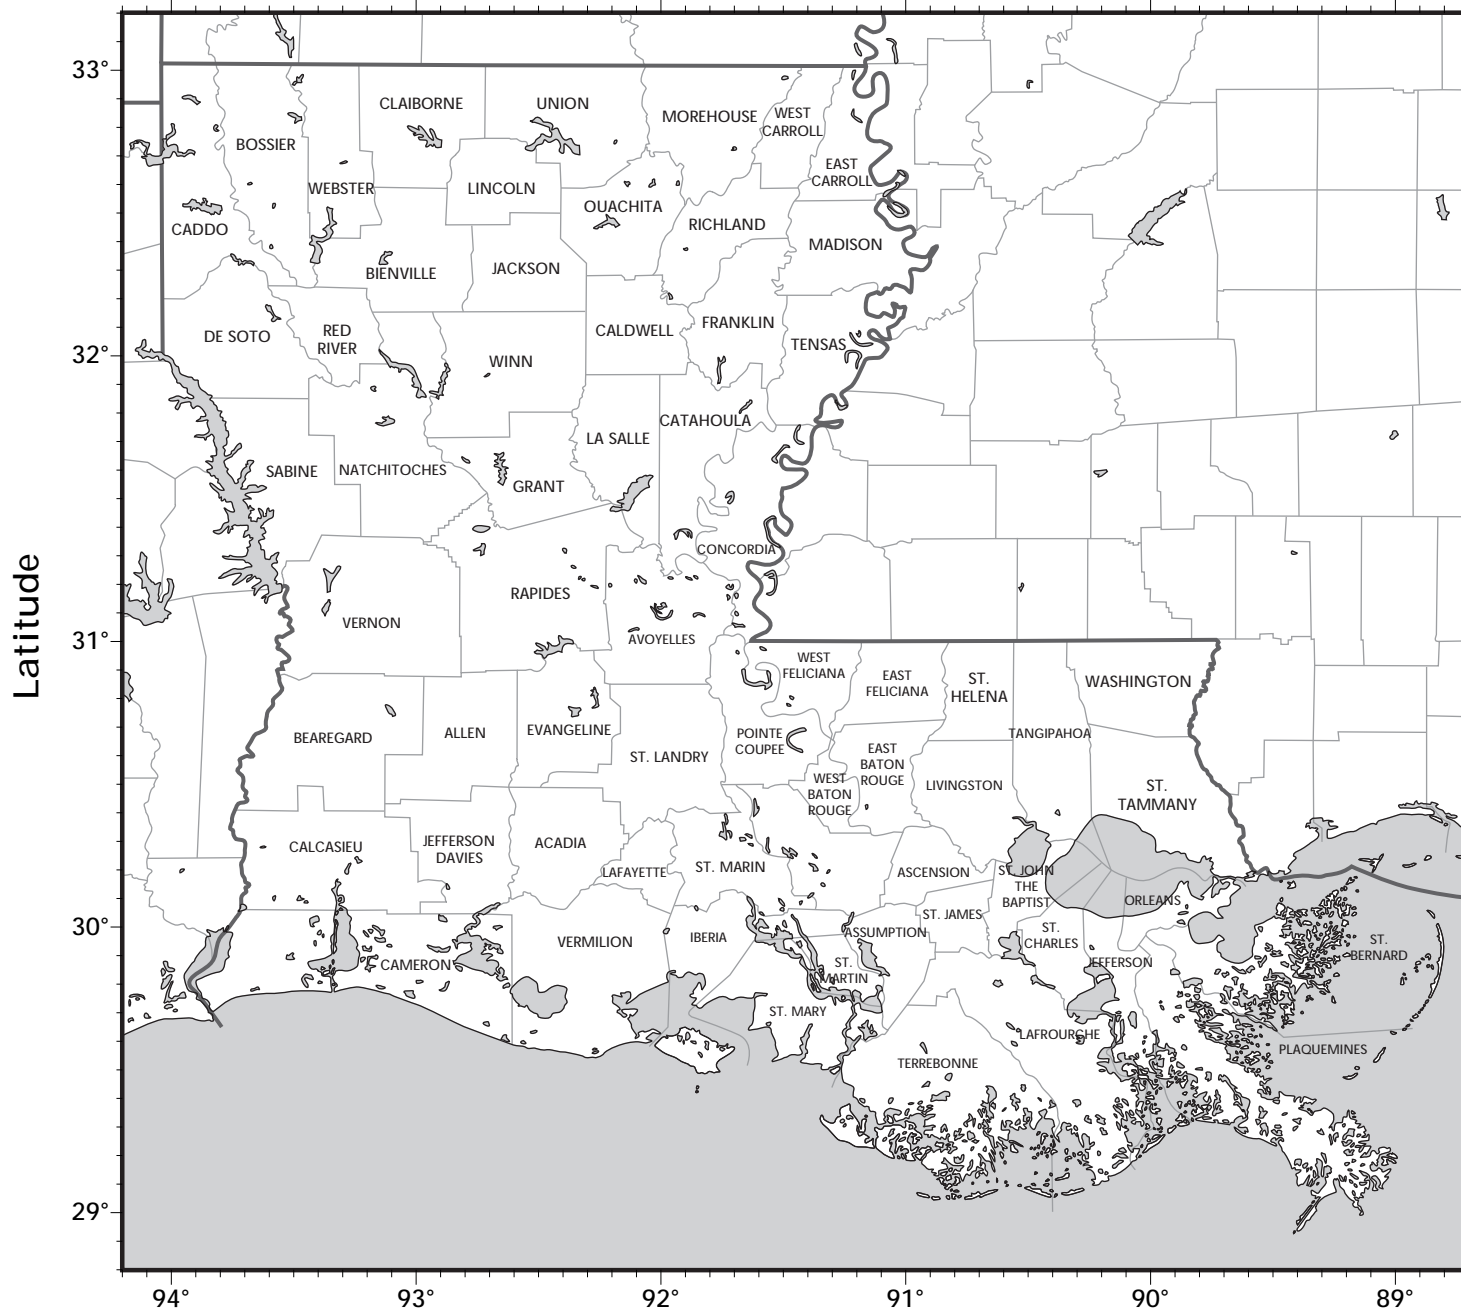 33°
32°
31°
30°
29°
Latitude
94°
93°
92°
91°
90°
89°
CLAIBORNE
UNION
MOREHOUSE
WEST
CARROLL
BOSSIER
EAST
CARROLL
WEBSTER
LINCOLN
OUACHITA
CADDO
RICHLAND
MADISON
BIENVILLE
JACKSON
DE SOTO
RED
RIVER
CALDWELL
FRANKLIN
TENSAS
WINN
CATAHOULA
LA SALLE
SABINE
NATCHITOCHES
GRANT
CONCORDIA
RAPIDES
VERNON
AVOYELLES
WEST
FELICIANA
EAST
FELICIANA
ST.
HELENA
WASHINGTON
BEAREGARD
ALLEN
EVANGELINE
ST. LANDRY
POINTE
COUPEE
TANGIPAHOA
EAST
BATON
ROUGE
WEST
BATON
ROUGE
LIVINGSTON
ST.
TAMMANY
CALCASIEU
JEFFERSON
DAVIES
ACADIA
LAFAYETTE
ST. MARIN
ASCENSION
ST. JOHN
THE
BAPTIST
ORLEANS
ST. JAMES
ST.
CHARLES
ASSUMPTION
IBERIA
VERMILION
CAMERON
ST.
MARTIN
JEFFERSON
ST.
BERNARD
ST. MARY
LAFROURCHE
TERREBONNE
PLAQUEMINES